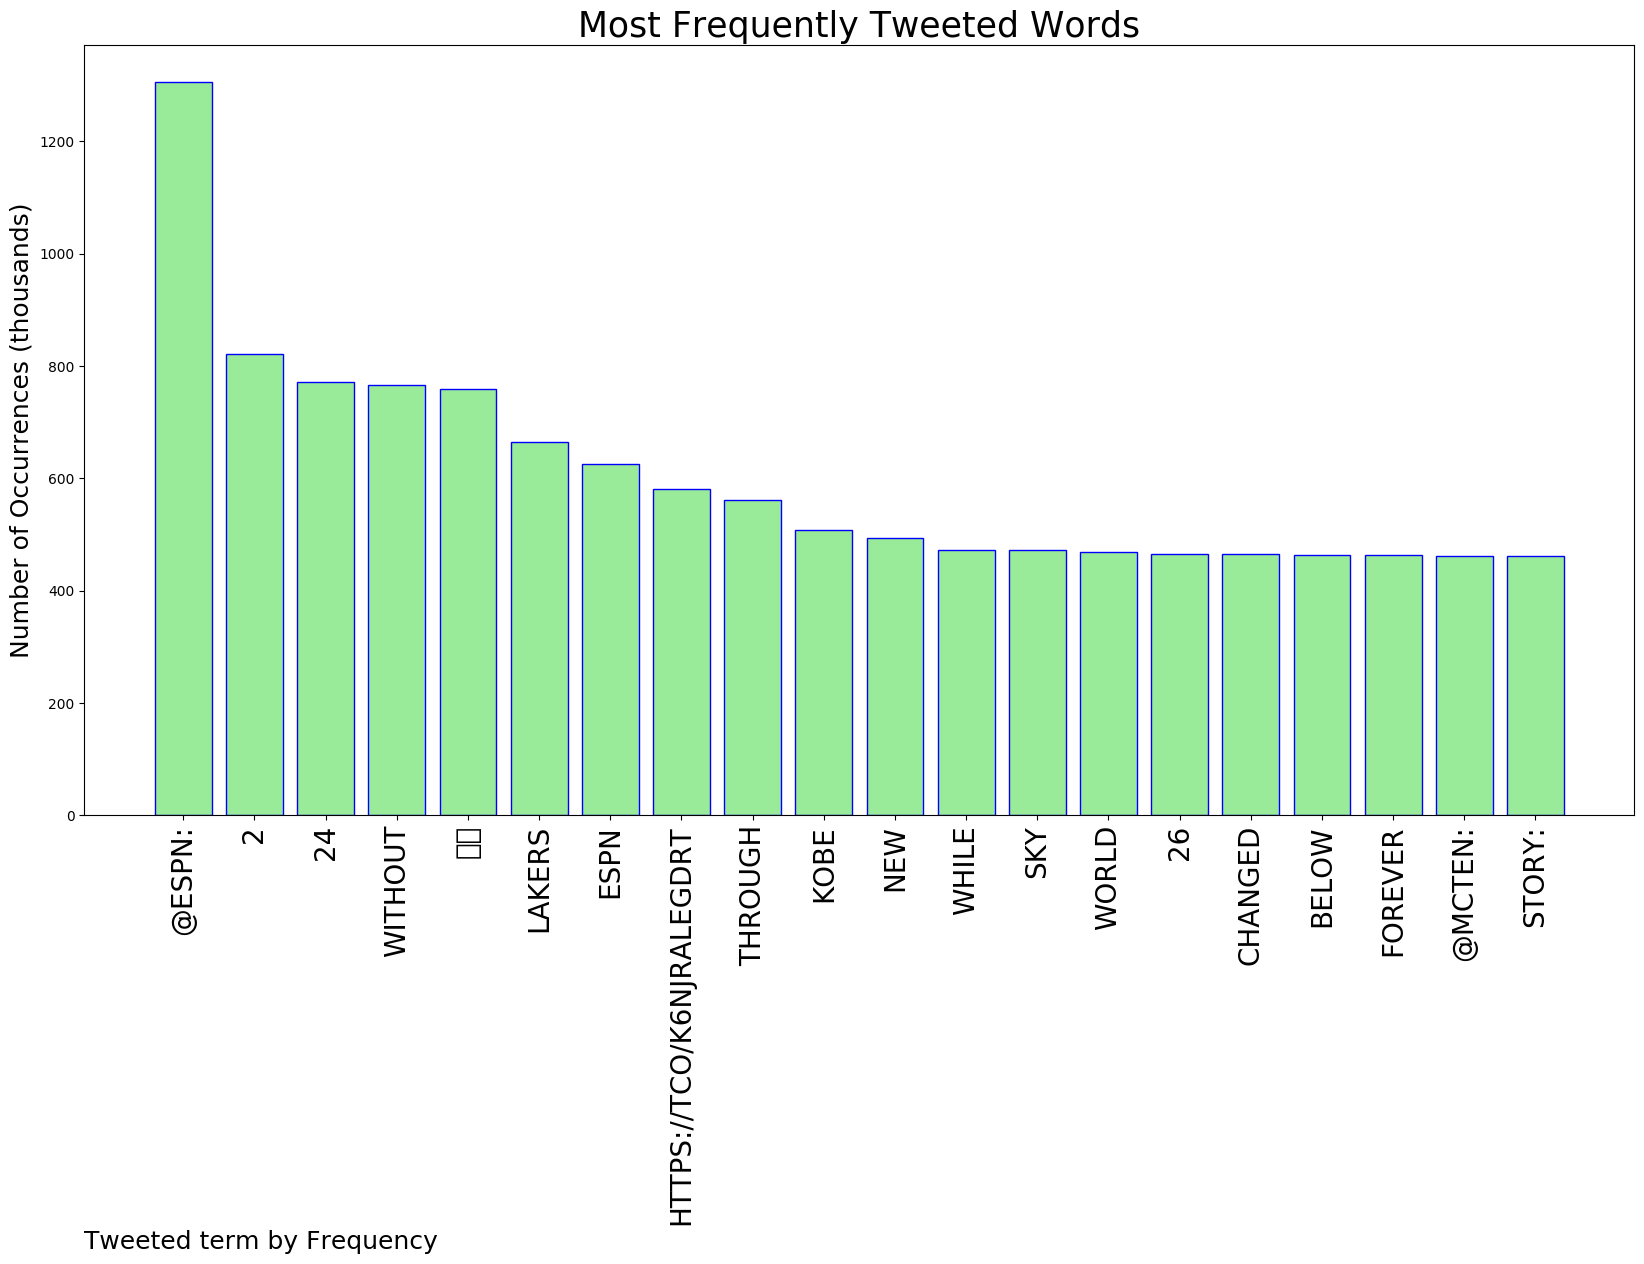 Most Frequently Tweeted Words
Number of Occurrences (thousands)
1200
1000
800
600
400
200
0
@ESPN:
2
24
WITHOUT
LAKERS
ESPN
HTTPS://TCO/K6NJRALEGDRT
THROUGH
KOBE
NEW
WHILE
SKY
WORLD
26
CHANGED
BELOW
FOREVER
@MCTEN:
STORY:
Tweeted term by Frequency